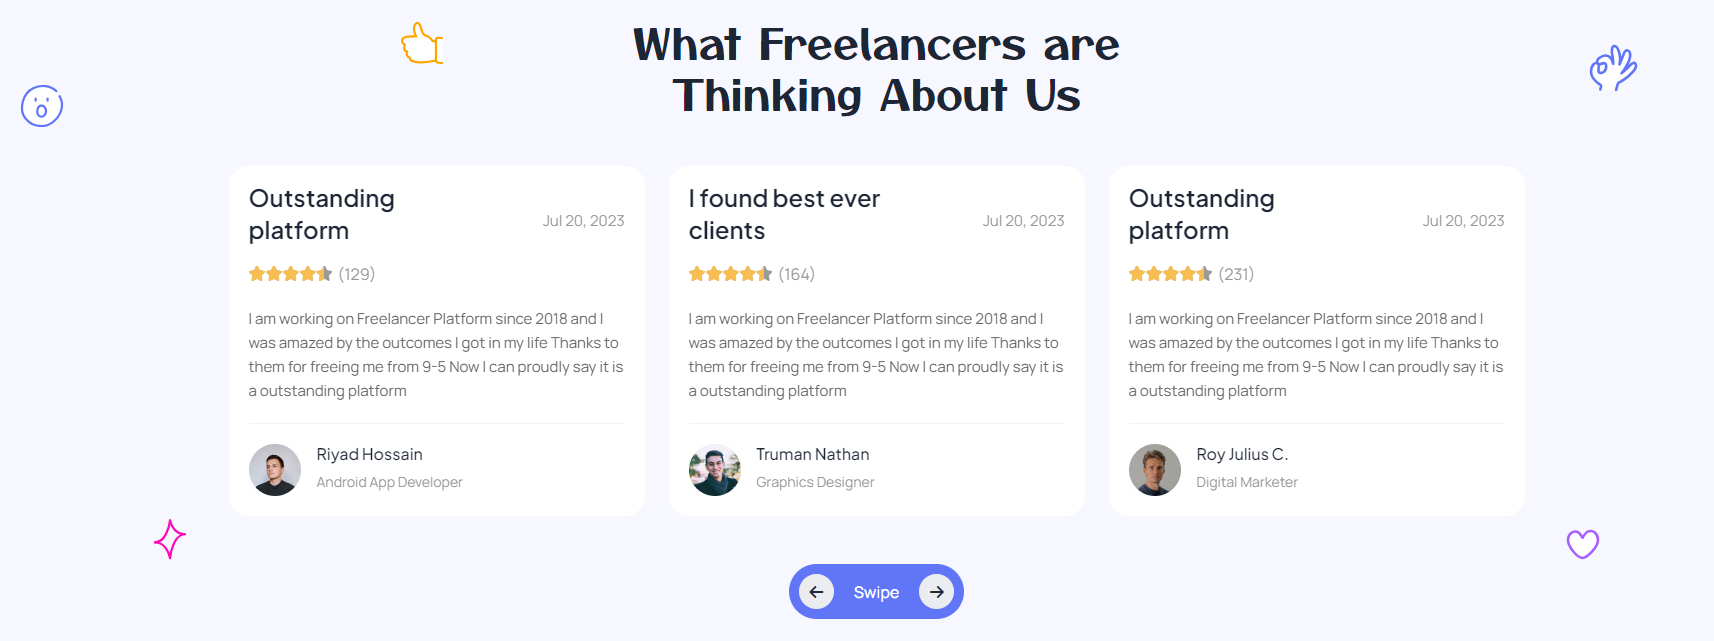 What Freelancers are
Thinking About Us
Outstanding
platform
Jul 20, 2023
(129)
I am working on Freelancer Platform since 2018 and I
was amazed by the outcomes I got in my life Thanks to
them for freeing me from 9-5 Now I can proudly say it is
a outstanding platform
Riyad Hossain
Android App Developer
I found best ever
clients
Jul 20, 2023
(164)
I am working on Freelancer Platform since 2018 and I
was amazed by the outcomes I got in my life Thanks to
them for freeing me from 9-5 Now I can proudly say it is
a outstanding platform
Truman Nathan
Graphics Designer
Outstanding
platform
Jul 20, 2023
(231)
I am working on Freelancer Platform since 2018 and I
was amazed by the outcomes I got in my life Thanks to
them for freeing me from 9-5 Now I can proudly say it is
a outstanding platform
Roy Julius C.
Digital Marketer
Swipe